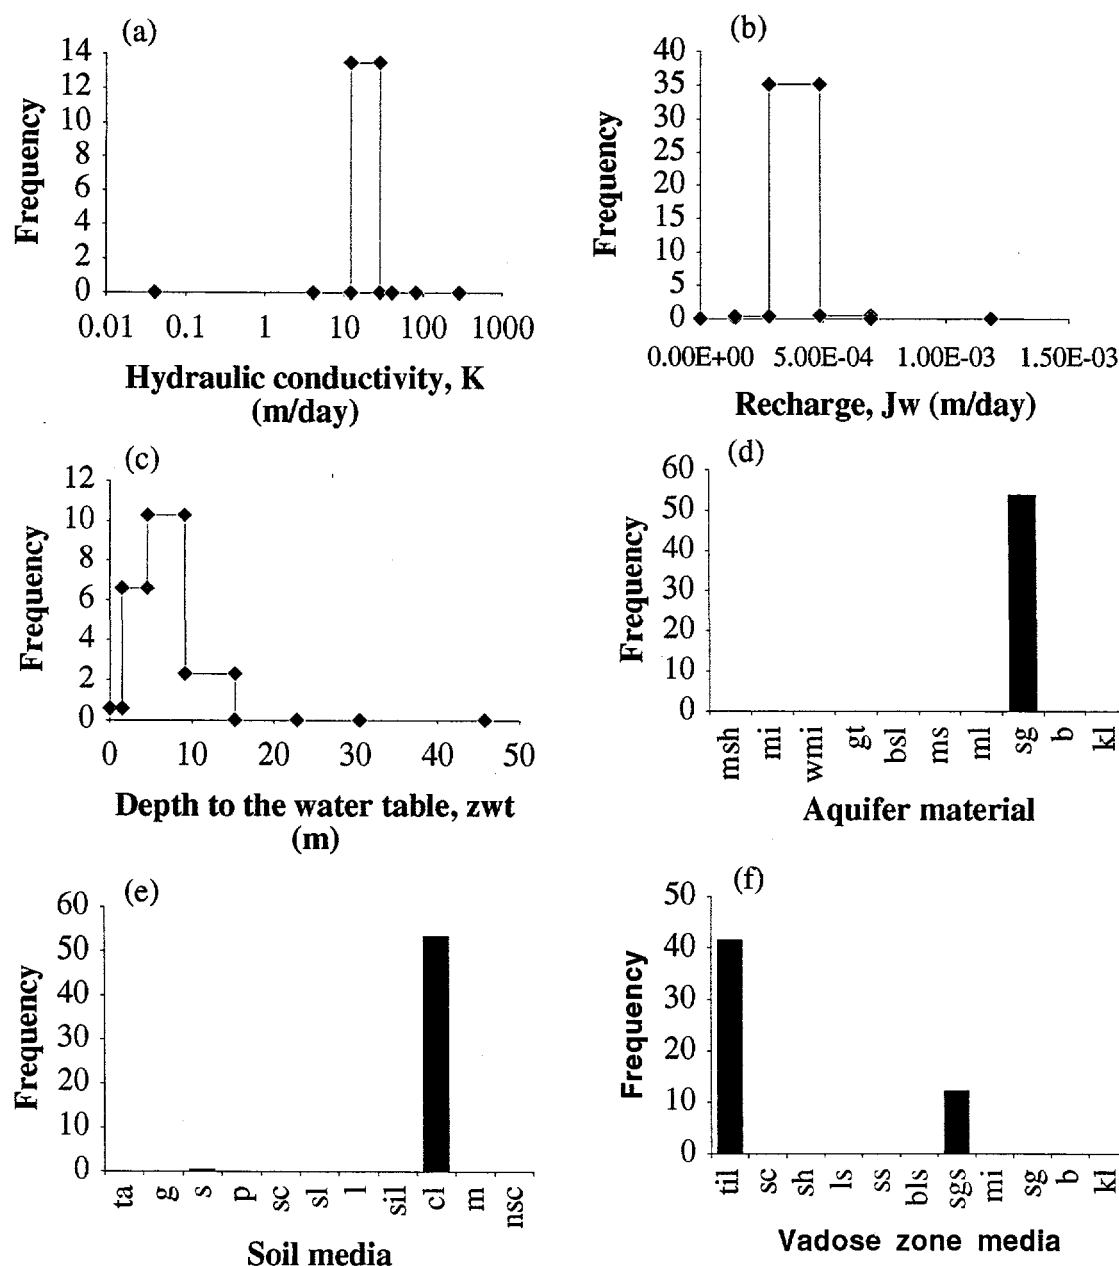 (a)
14
12
10
8
6
4
2
0
Frequency
0.01 0.1 1 10 100 1000
Hydraulic conductivity, K
(m/day)
(b)
40
35
30
25
20
15
10
5
0
Frequency
0.00E+00 5.00E-04 1.00E-03 1.50E-03
Recharge, Jw (m/day)
(c)
12
10
8
6
4
2
0
Frequency
0 10 20 30 40 50
Depth to the water table, zwt
(m)
(d)
60
50
40
30
20
10
0
Frequency
msh mi wmi gt bsl ms ml sg b kl
Aquifer material
(e)
60
50
40
30
20
10
0
Frequency
ta g s p sc sl l sil cl m nsc
Soil media
(f)
50
40
30
20
10
0
Frequency
til sc sh ls ss bls sgs mi sg b kl
Vadose zone media